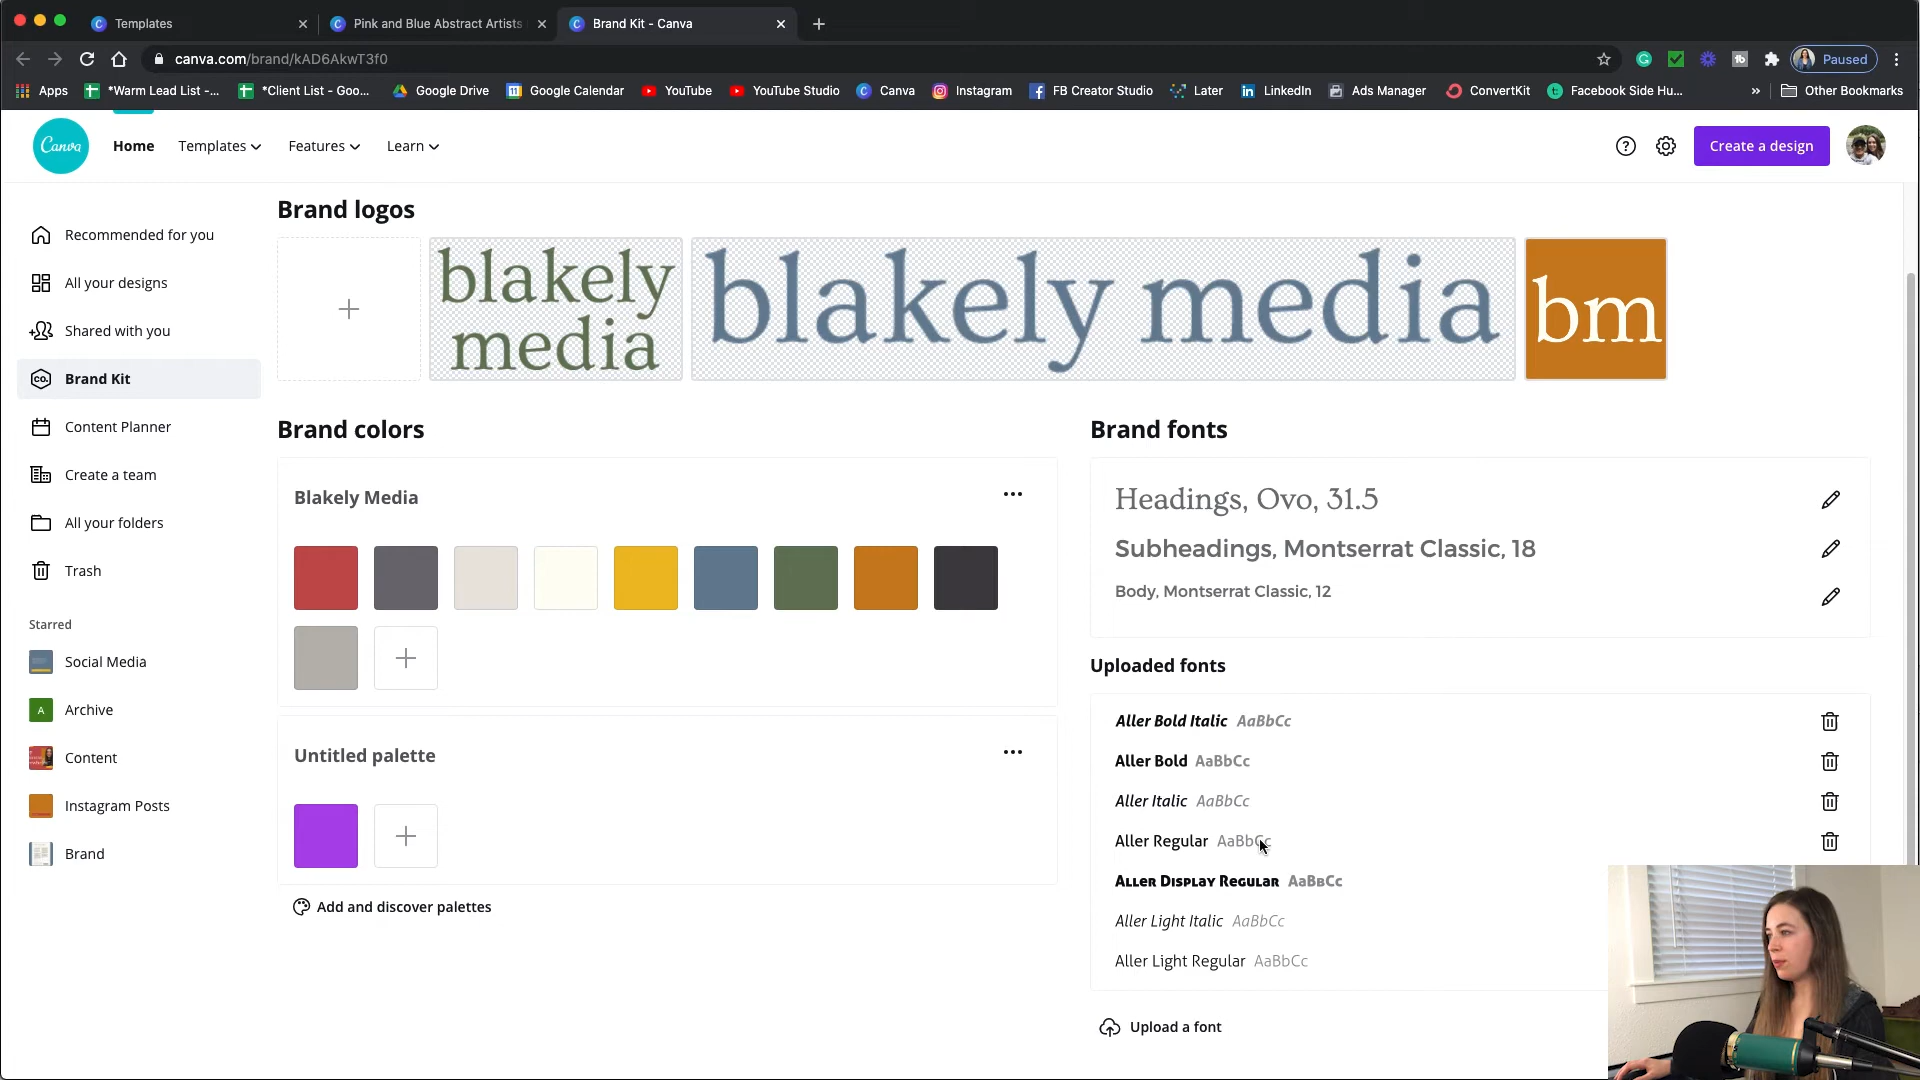 Templates
Pink and Blue Abstract Artists
Brand Kit - Canva
canva.com/brand/kAD6AkwT3f0
Paused
Apps
*Warm Lead List -...
*Client List - Goo...
Google Drive
Google Calendar
YouTube
YouTube Studio
Canva
Instagram
FB Creator Studio
Later
LinkedIn
Ads Manager
ConvertKit
Facebook Side Hu...
»
Other Bookmarks
Canva
Home
Templates
Features
Learn
Create a design
Recommended for you
All your designs
Shared with you
CO.
Brand Kit
Content Planner
Create a team
All your folders
Trash
Starred
Social Media
A
Archive
Content
Instagram Posts
Brand
Brand logos
blakely
media
blakely media
bm
Brand colors
Blakely Media
Untitled palette
Add and discover palettes
Brand fonts
Headings, Ovo, 31.5
Subheadings, Montserrat Classic, 18
Body, Montserrat Classic, 12
Uploaded fonts
Aller Bold Italic AaBbCc
Aller Bold AaBbCc
Aller Italic AaBbCc
Aller Regular AaBbCc
Aller Display Regular AaBbCc
Aller Light Italic AaBbCc
Aller Light Regular AaBbCc
Upload a font